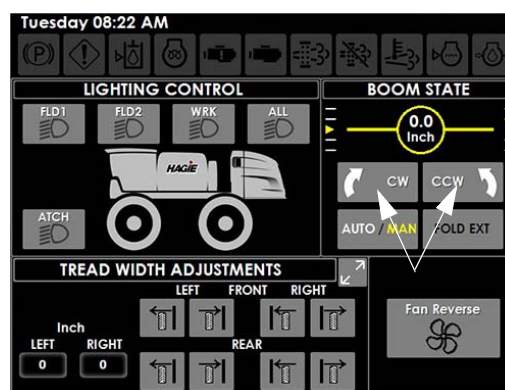 Tuesday 08:22 AM
(P)
LIGHTING CONTROL
FLD1 FLD2 WRK ALL
HAGIE
ATCH
BOOM STATE
0.0
Inch
CW CCW
AUTO / MAN FOLD EXT
TREAD WIDTH ADJUSTMENTS
LEFT FRONT RIGHT
Inch
LEFT RIGHT
0 0
REAR
Fan Reverse